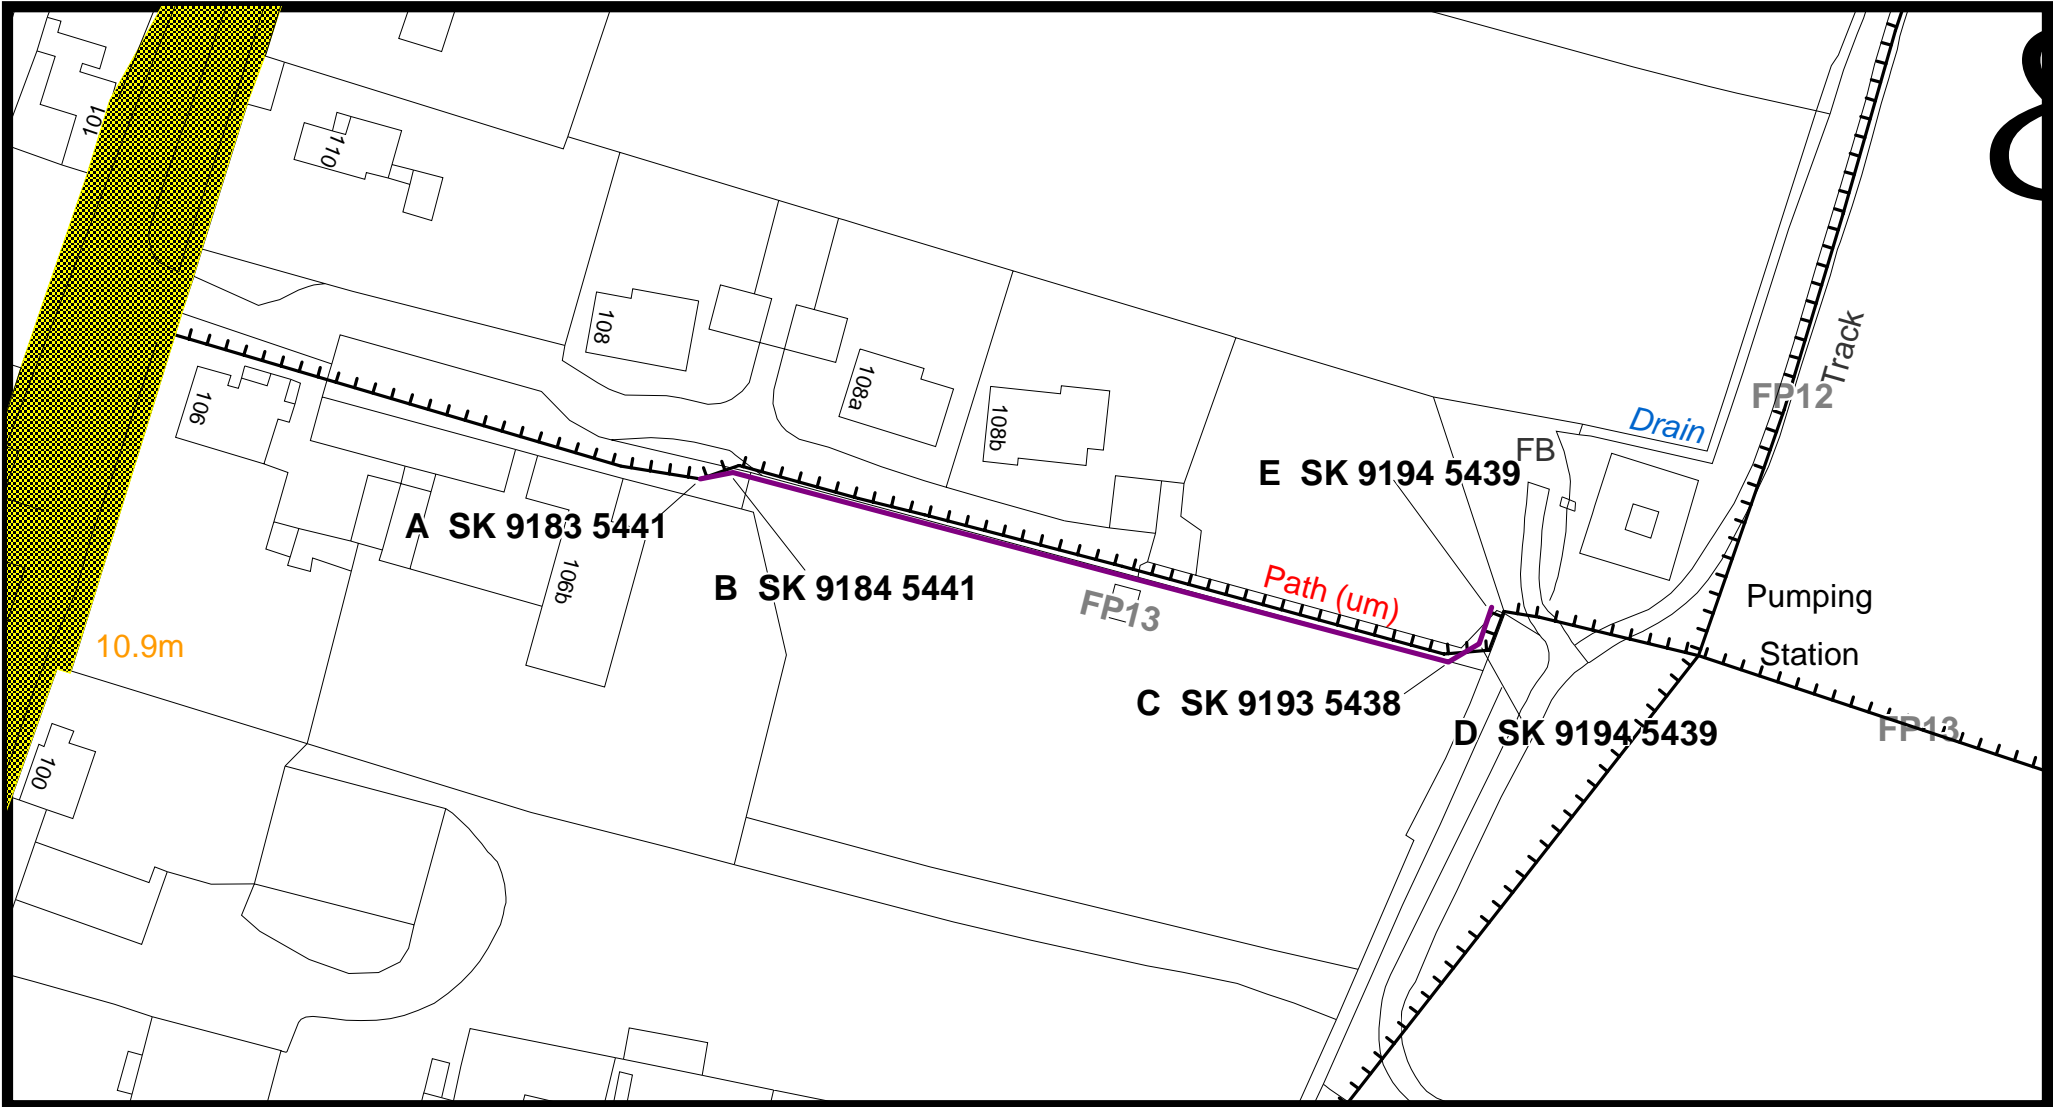 8
101
110
108
108a
108b
106
106b
100
10.9m
Track
FP12
Drain
FB
E SK 9194 5439
A SK 9183 5441
B SK 9184 5441
Path (um)
FP13
Pumping
Station
C SK 9193 5438
D SK 9194 5439
FP13